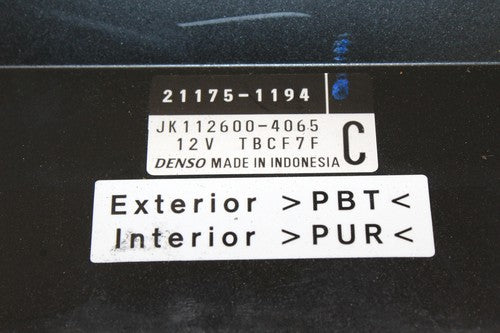 21175-1194
JK112600-4065
12V TBCF7F
DENSO MADE IN INDONESIA C
Exterior >PBT<
Interior >PUR<